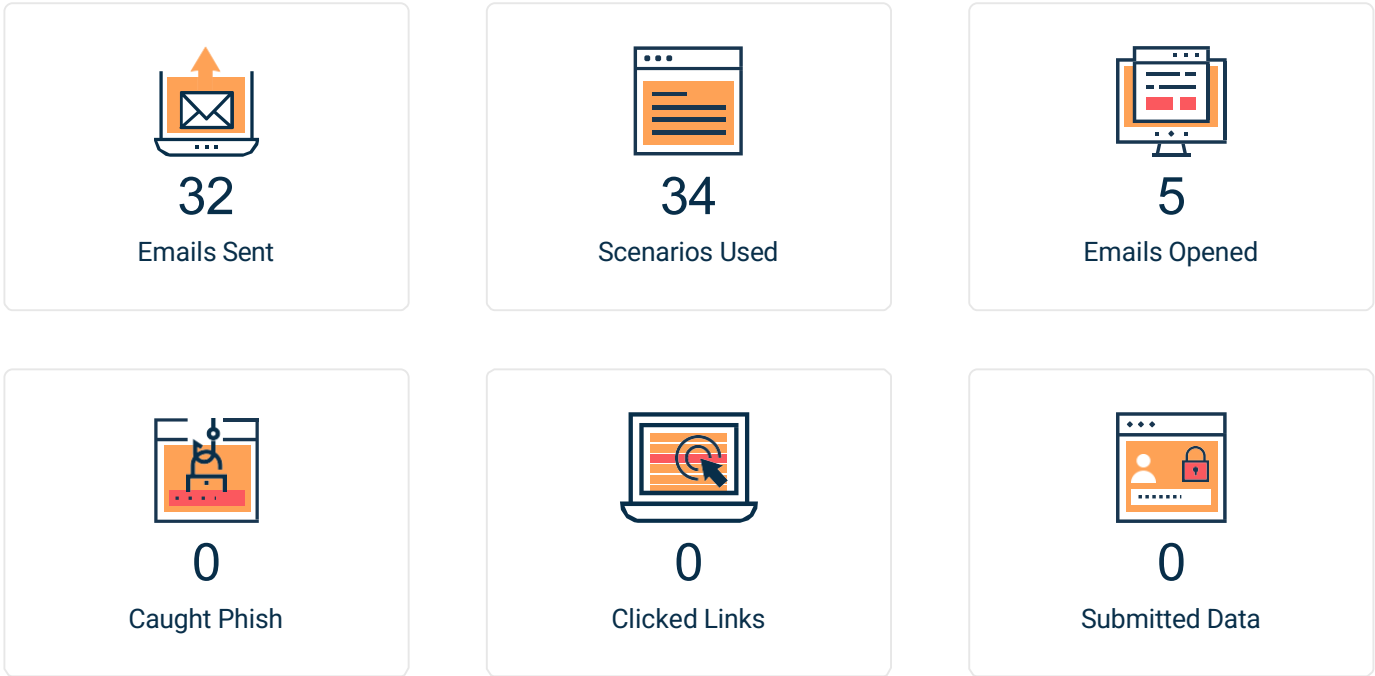 32
Emails Sent
34
Scenarios Used
5
Emails Opened
0
Caught Phish
0
Clicked Links
0
Submitted Data